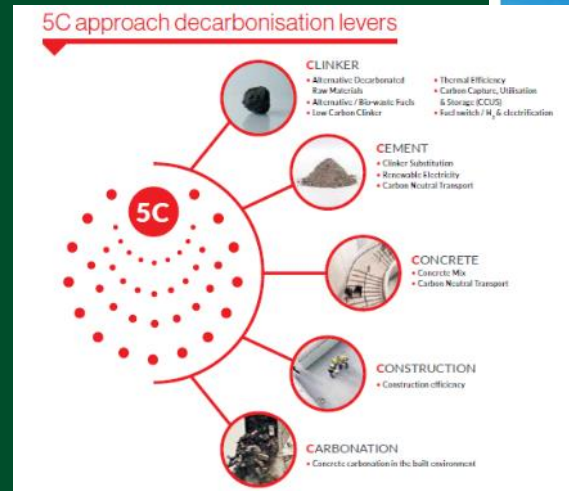 5C approach decarbonisation levers
5C
CLINKER
• Alternative Decarbonated
Raw Materials
• Alternative / Bio-waste Fuels
• Low Carbon Clinker
• Thermal Efficiency
• Carbon Capture, Utilisation
& Storage (CCUS)
• Fuel switch / H₂ & electrification
CEMENT
• Clinker Substitution
• Renewable Electricity
• Carbon Neutral Transport
CONCRETE
• Concrete Mix
• Carbon Neutral Transport
CONSTRUCTION
• Construction efficiency
CARBONATION
• Concrete carbonation in the built environment